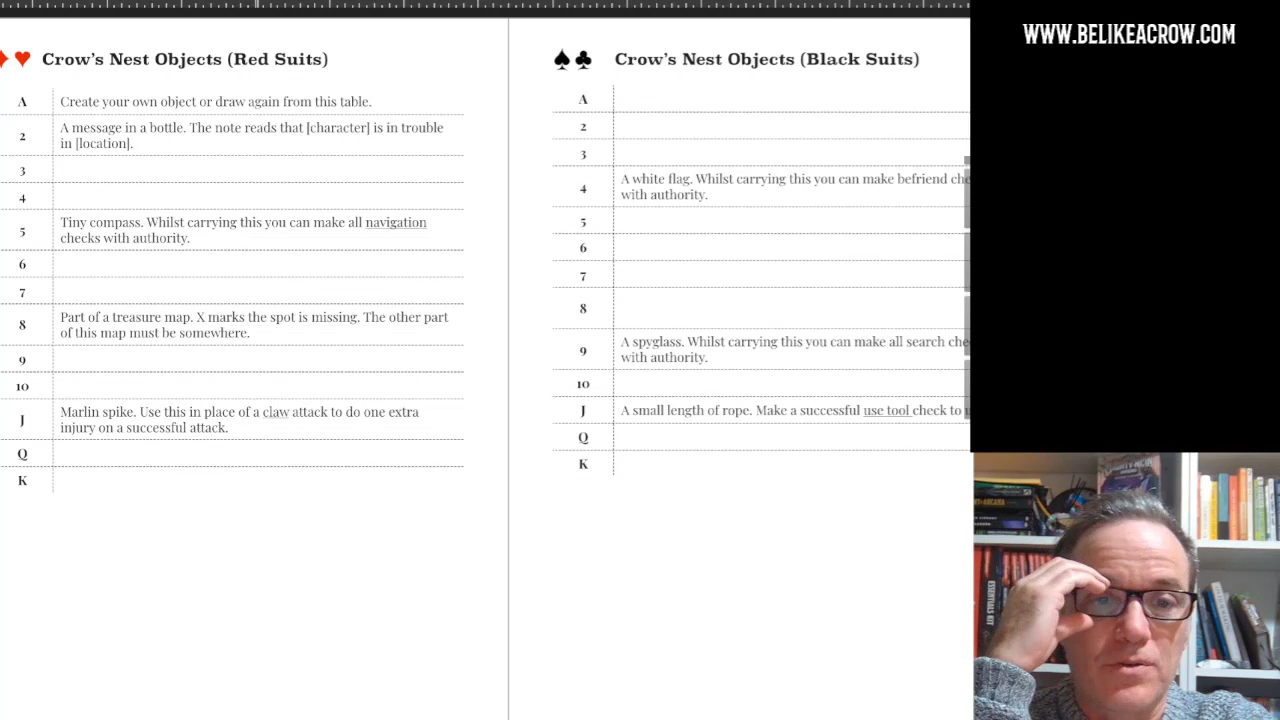 WWW.BELIKEACROW.COM
♦ ♥ Crow's Nest Objects (Red Suits)
A Create your own object or draw again from this table.
2 A message in a bottle. The note reads that [character] is in trouble
in [location].
3
4
5 Tiny compass. Whilst carrying this you can make all navigation
checks with authority.
6
7
8 Part of a treasure map. X marks the spot is missing. The other part
of this map must be somewhere.
9
10
J Marlin spike. Use this in place of a claw attack to do one extra
injury on a successful attack.
Q
K
♠ ♣ Crow's Nest Objects (Black Suits)
A
2
3
4 A white flag. Whilst carrying this you can make befriend
with authority.
5
6
7
8
9 A spyglass. Whilst carrying this you can make all search
with authority.
10
J A small length of rope. Make a successful use tool check to
Q
K
ESSENTIALS KIT